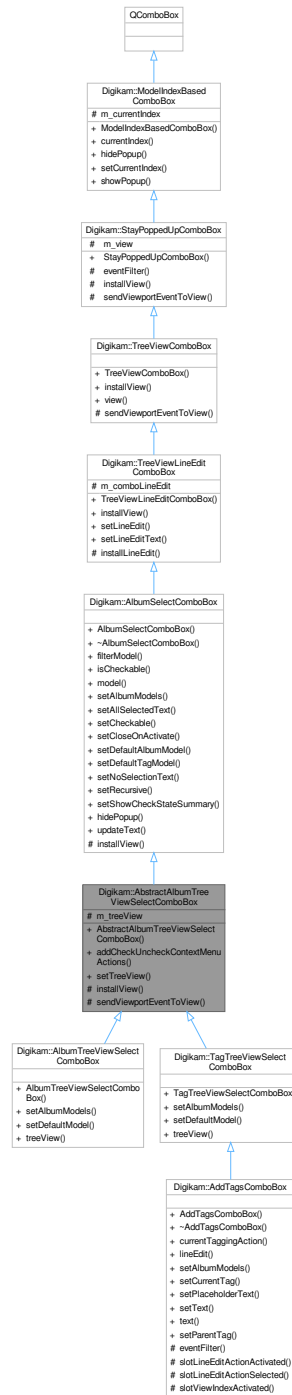 QComboBox
Digikam::ModelIndexBased
ComboBox
# m_currentIndex
+ ModelIndexBasedComboBox()
+ currentIndex()
+ hidePopup()
+ setCurrentIndex()
+ showPopup()
Digikam::StayPoppedUpComboBox
# m_view
+ StayPoppedUpComboBox()
# eventFilter()
# installView()
# sendViewportEventToView()
Digikam::TreeViewComboBox
+ TreeViewComboBox()
+ installView()
+ view()
# sendViewportEventToView()
Digikam::TreeViewLineEdit
ComboBox
# m_comboLineEdit
+ TreeViewLineEditComboBox()
+ installView()
+ setLineEdit()
+ setLineEditText()
# installLineEdit()
Digikam::AlbumSelectComboBox
+ AlbumSelectComboBox()
+ ~AlbumSelectComboBox()
+ filterModel()
+ isCheckable()
+ model()
+ setAlbumModels()
+ setAllSelectedText()
+ setCheckable()
+ setCloseOnActivate()
+ setDefaultAlbumModel()
+ setDefaultTagModel()
+ setNoSelectionText()
+ setRecursive()
+ setShowCheckStateSummary()
+ hidePopup()
+ updateText()
# installView()
Digikam::AbstractAlbumTree
ViewSelectComboBox
# m_treeView
+ AbstractAlbumTreeViewSelect
ComboBox()
+ addCheckUncheckContextMenu
Actions()
+ setTreeView()
# installView()
# sendViewportEventToView()
Digikam::AlbumTreeViewSelect
ComboBox
+ AlbumTreeViewSelectCombo
Box()
+ setAlbumModels()
+ setDefaultModel()
+ treeView()
Digikam::TagTreeViewSelect
ComboBox
+ TagTreeViewSelectComboBox()
+ setAlbumModels()
+ setDefaultModel()
+ treeView()
Digikam::AddTagsComboBox
+ AddTagsComboBox()
+ ~AddTagsComboBox()
+ currentTaggingAction()
+ lineEdit()
+ setAlbumModels()
+ setCurrentTag()
+ setPlaceholderText()
+ setText()
+ text()
+ setParentTag()
# eventFilter()
# slotLineEditActionActivated()
# slotLineEditActionSelected()
# slotViewIndexActivated()